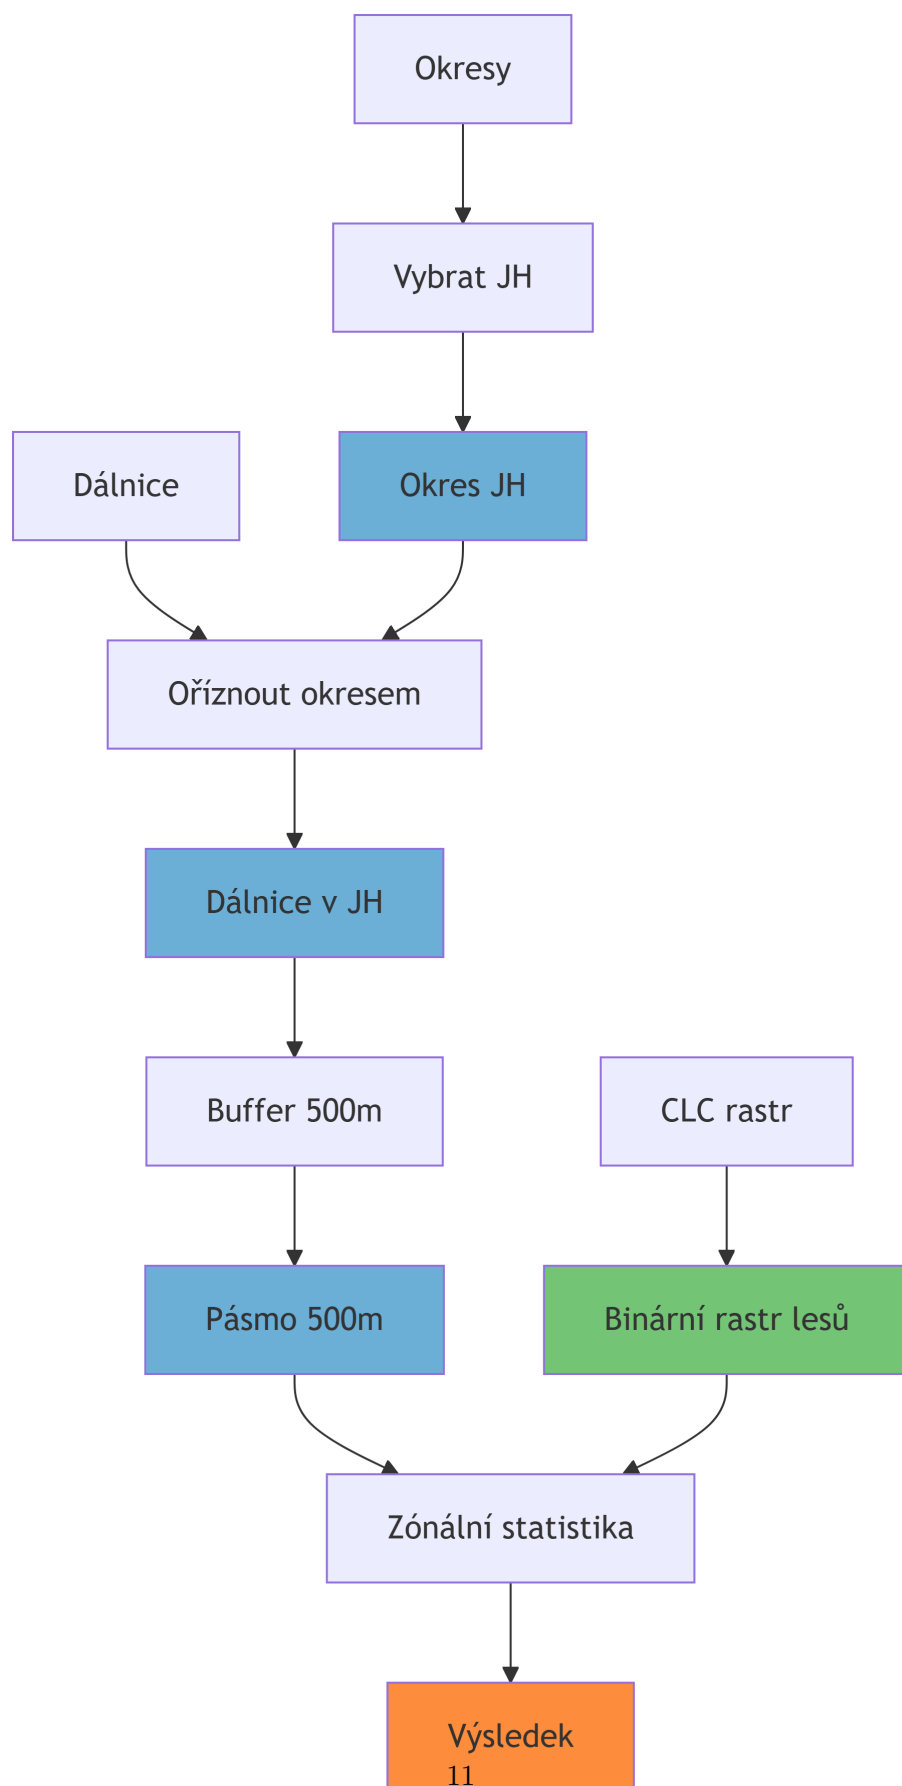 Okresy
Vybrat JH
Dálnice
Okres JH
Oříznout okresem
Dálnice v JH
Buffer 500m
CLC rastr
Pásmo 500m
Binární rastr lesů
Zónální statistika
Výsledek
11